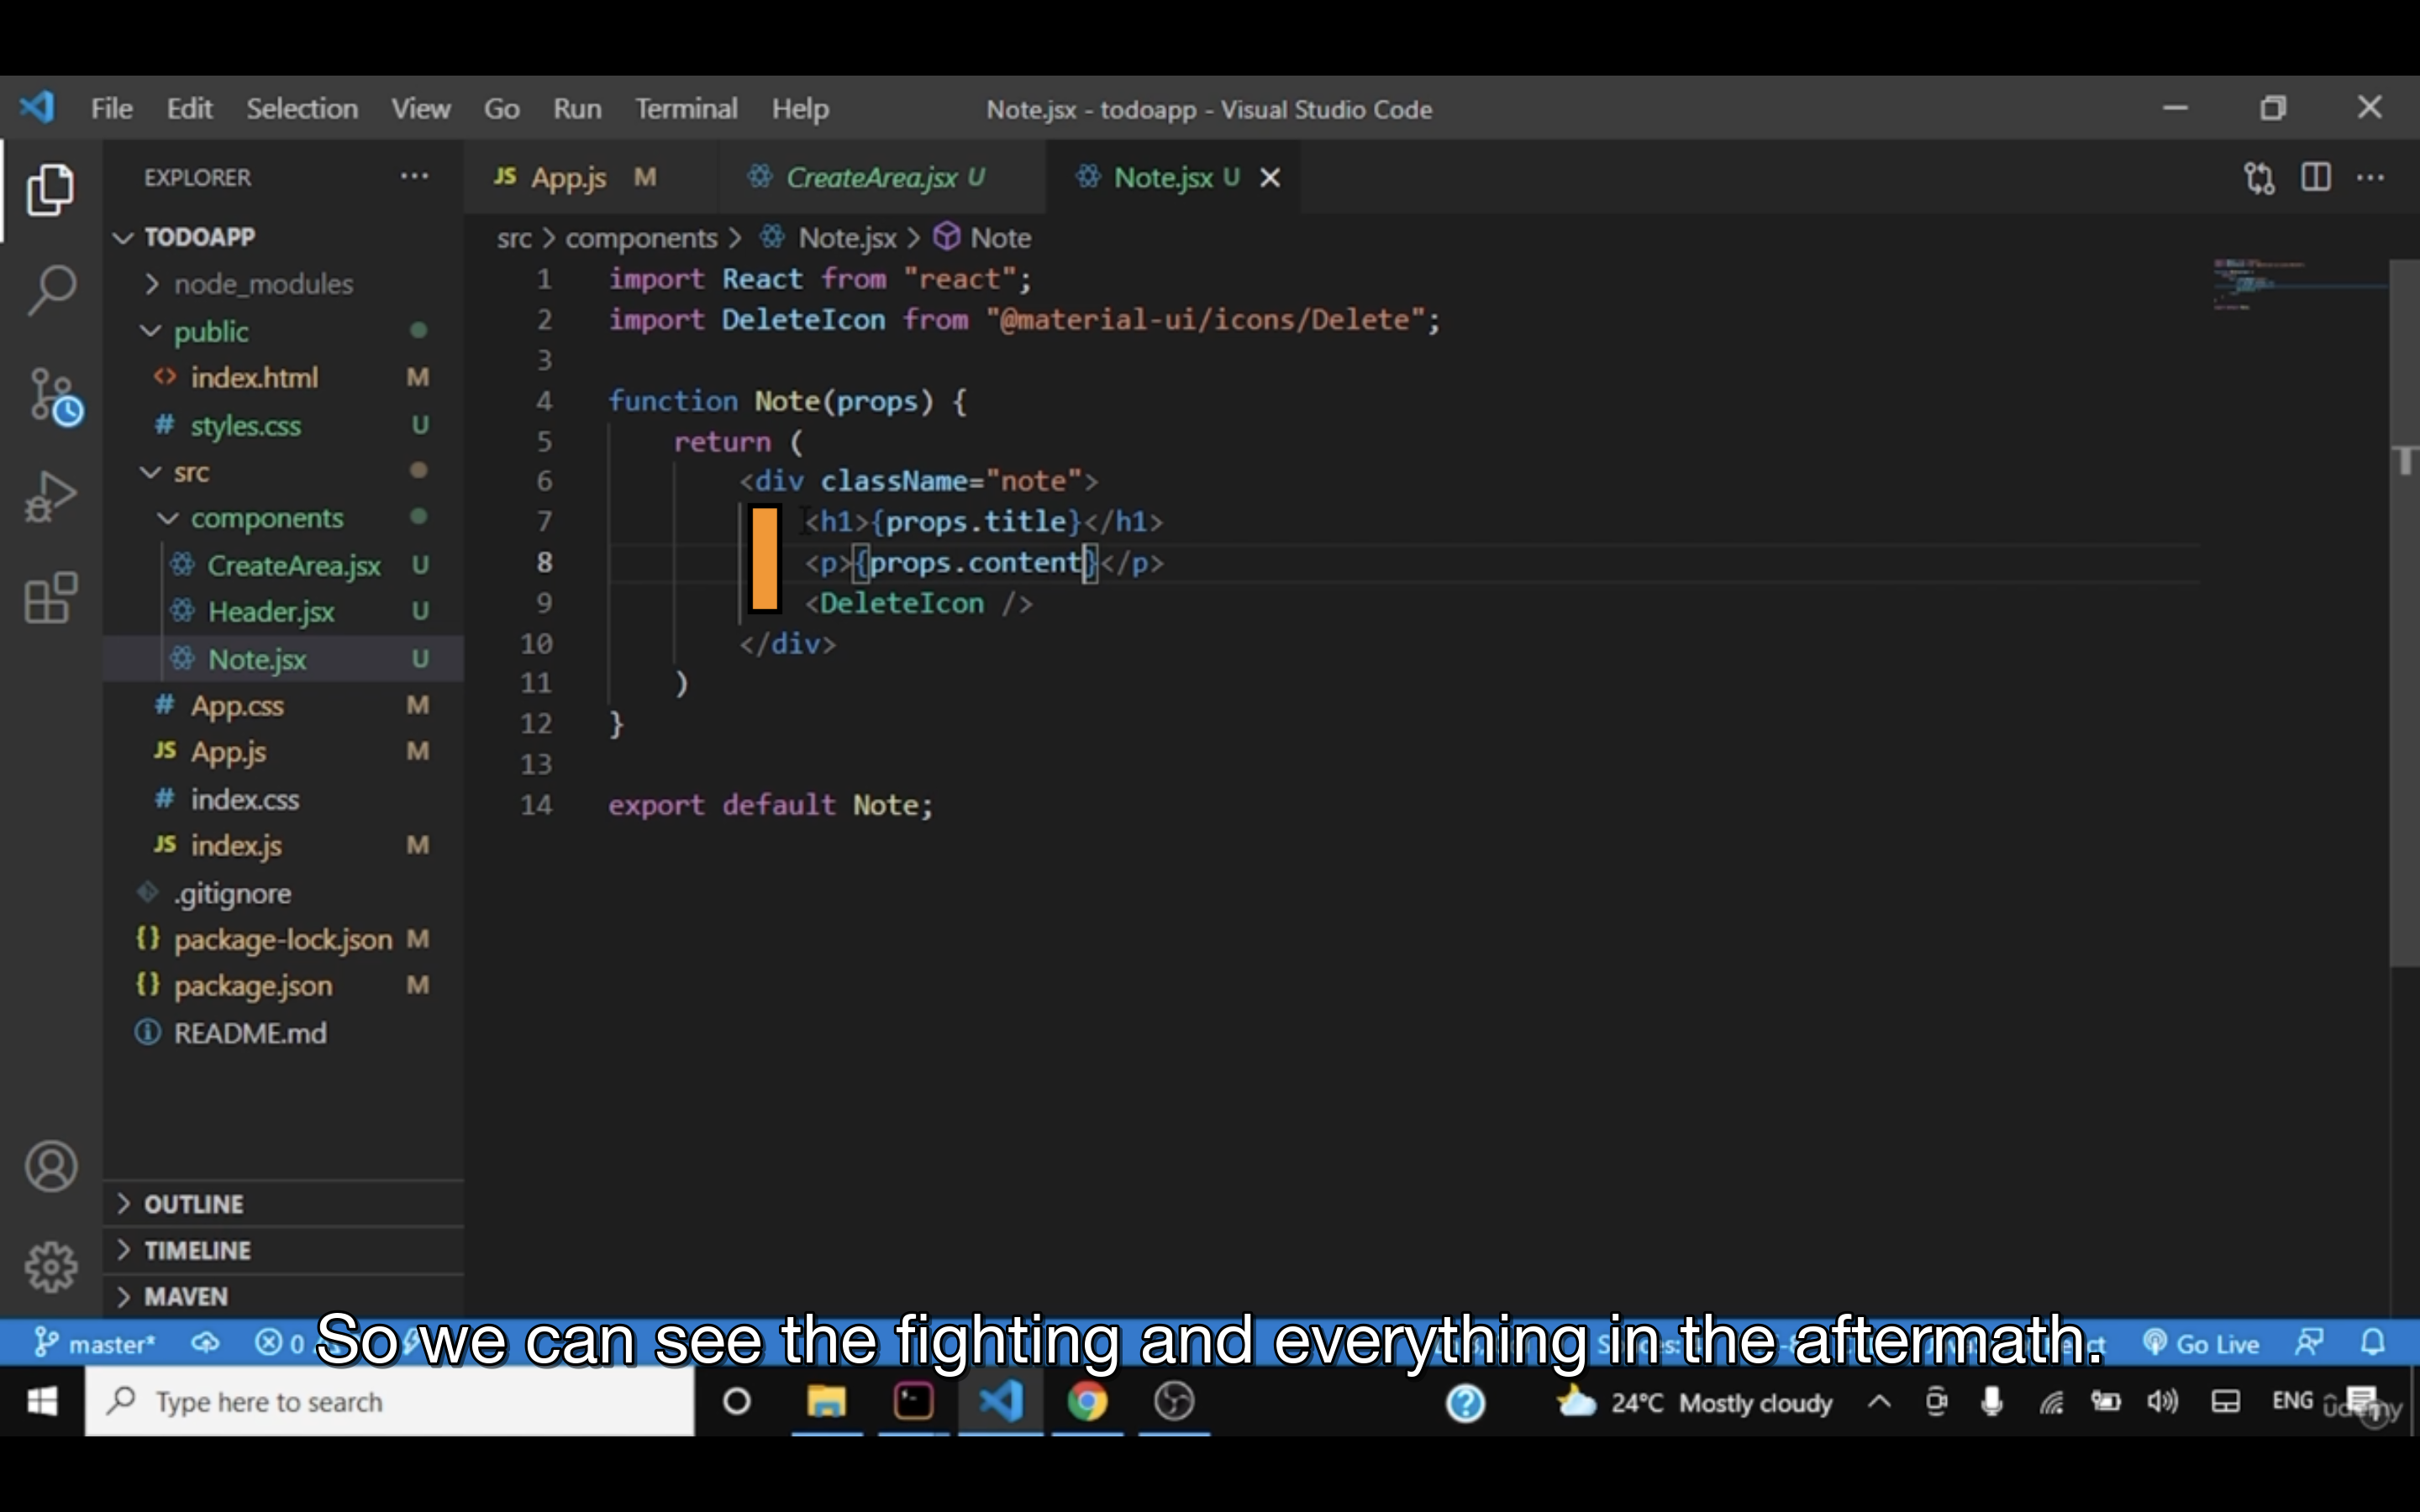 File Edit Selection View Go Run Terminal Help Note.jsx - todoapp - Visual Studio Code
EXPLORER
TODOAPP
node_modules
public
index.html M
styles.css U
src
components
CreateArea.jsx U
Header.jsx U
Note.jsx U
App.css M
JS App.js M
index.css
JS index.js M
.gitignore
package-lock.json M
package.json M
README.md
OUTLINE
TIMELINE
MAVEN
JS App.js M CreateArea.jsx U Note.jsx U
src > components > Note.jsx > Note
1 import React from "react";
2 import DeleteIcon from "@material-ui/icons/Delete";
3
4 function Note(props) {
5 return (
6 <div className="note">
7 <h1>{props.title}</h1>
8 <p>{props.content}</p>
9 <DeleteIcon />
10 </div>
11 )
12 }
13
14 export default Note;
So we can see the fighting and everything in the aftermath.
master* 0 Go Live
Type here to search 24°C Mostly cloudy ENG
udemy